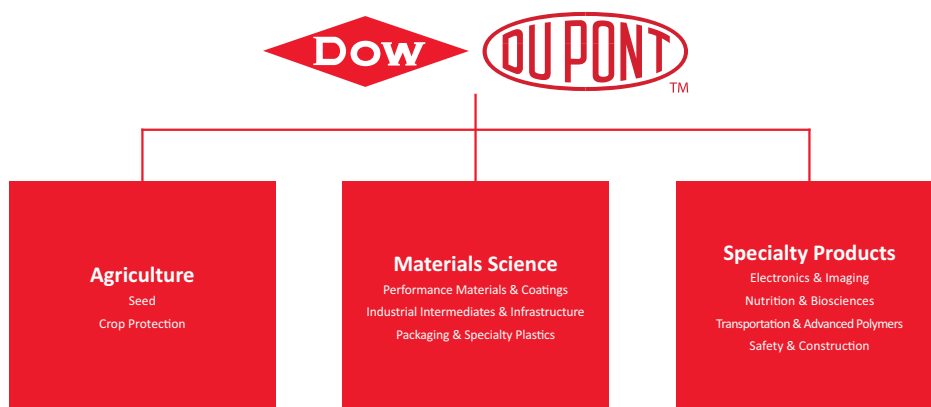 DOW
DU PONT
TM
Agriculture
Seed
Crop Protection
Materials Science
Performance Materials & Coatings
Industrial Intermediates & Infrastructure
Packaging & Specialty Plastics
Specialty Products
Electronics & Imaging
Nutrition & Biosciences
Transportation & Advanced Polymers
Safety & Construction